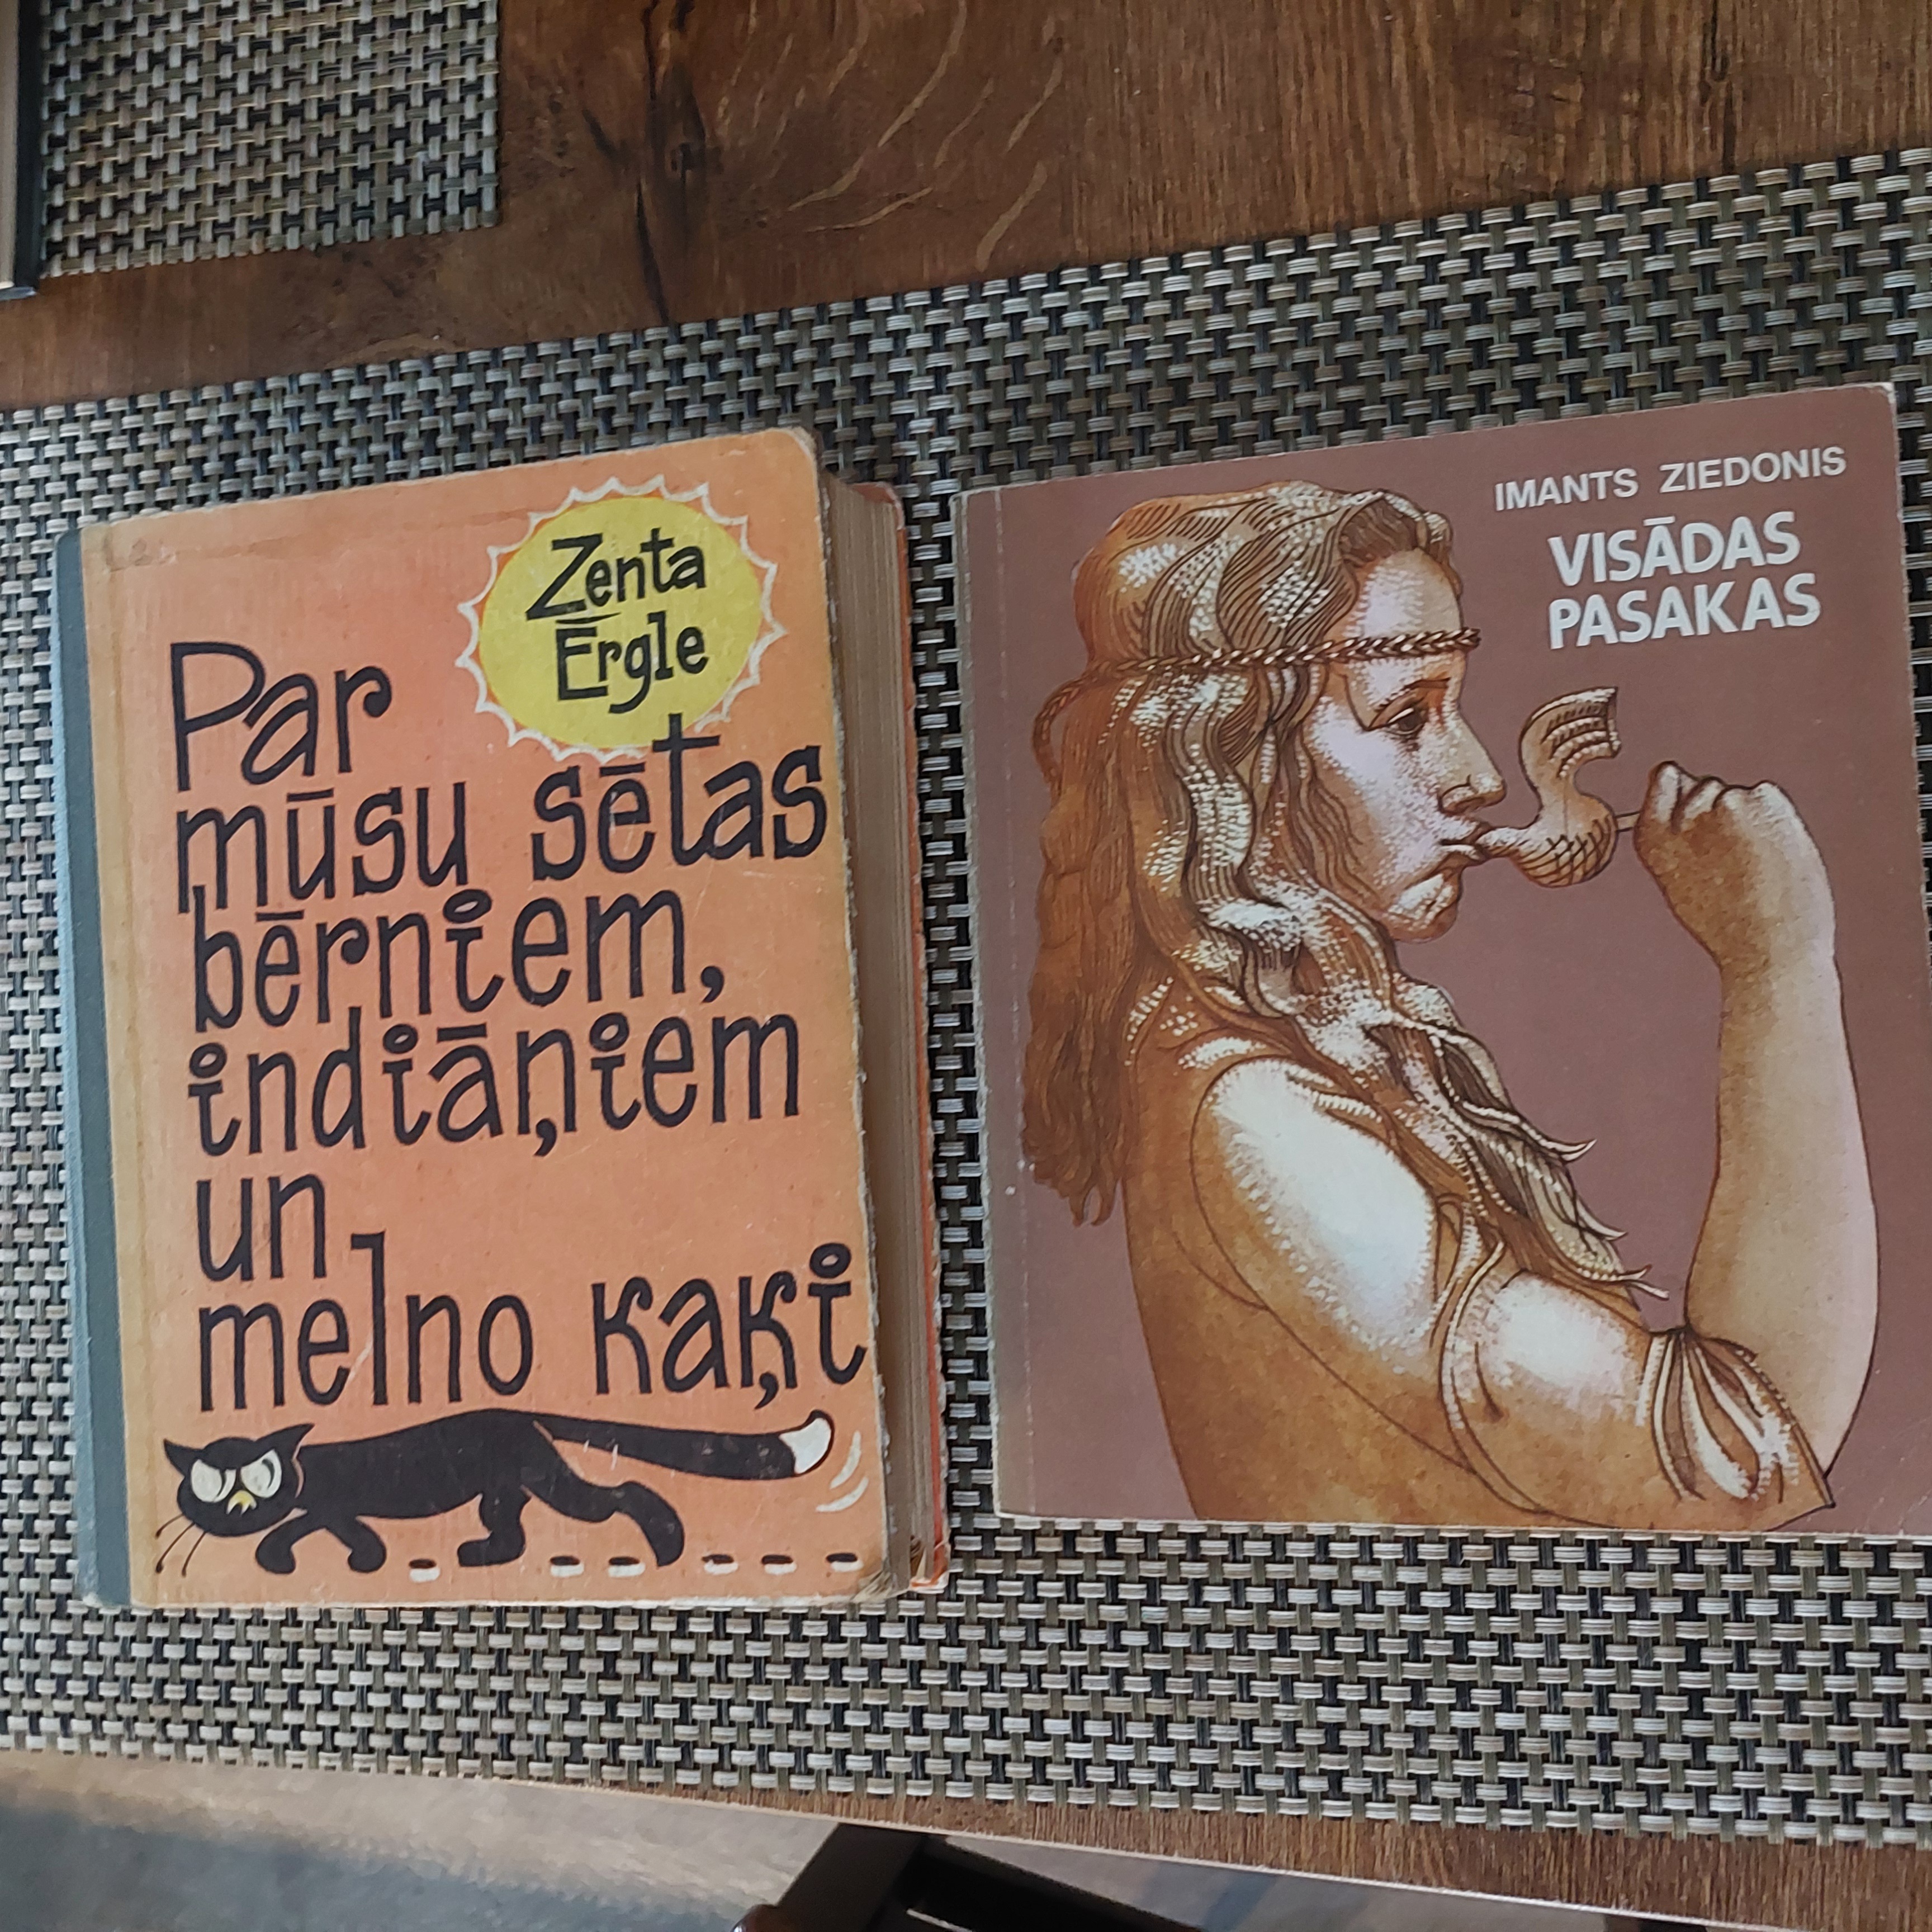 Zenta
Ērgle
Par
mūsu sētas
bērniem,
indiāņiem
un
melno kaķi
IMANTS ZIEDONIS
VISĀDAS
PASAKAS